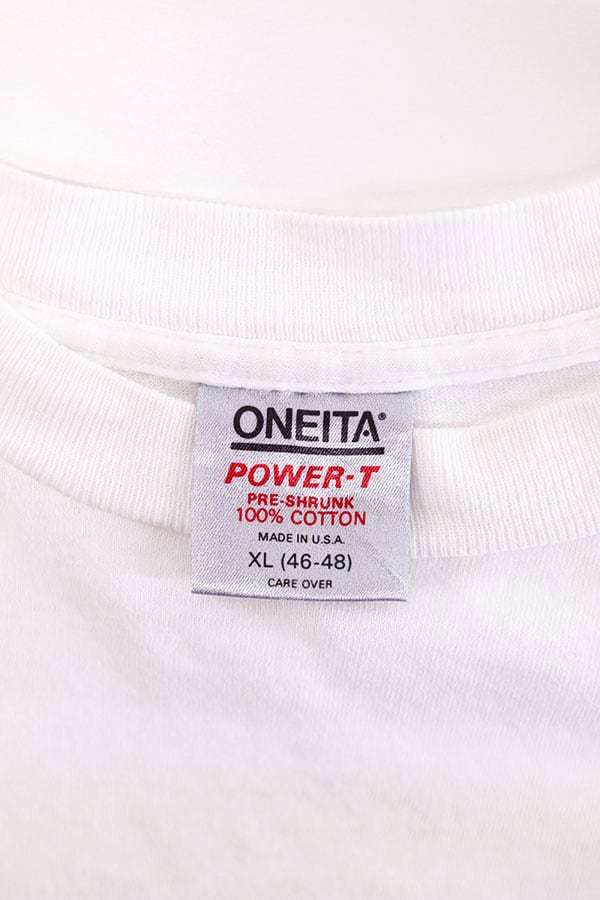 ONEITA®
POWER-T
PRE-SHRUNK
100% COTTON
MADE IN U.S.A.
XL (46-48)
CARE OVER